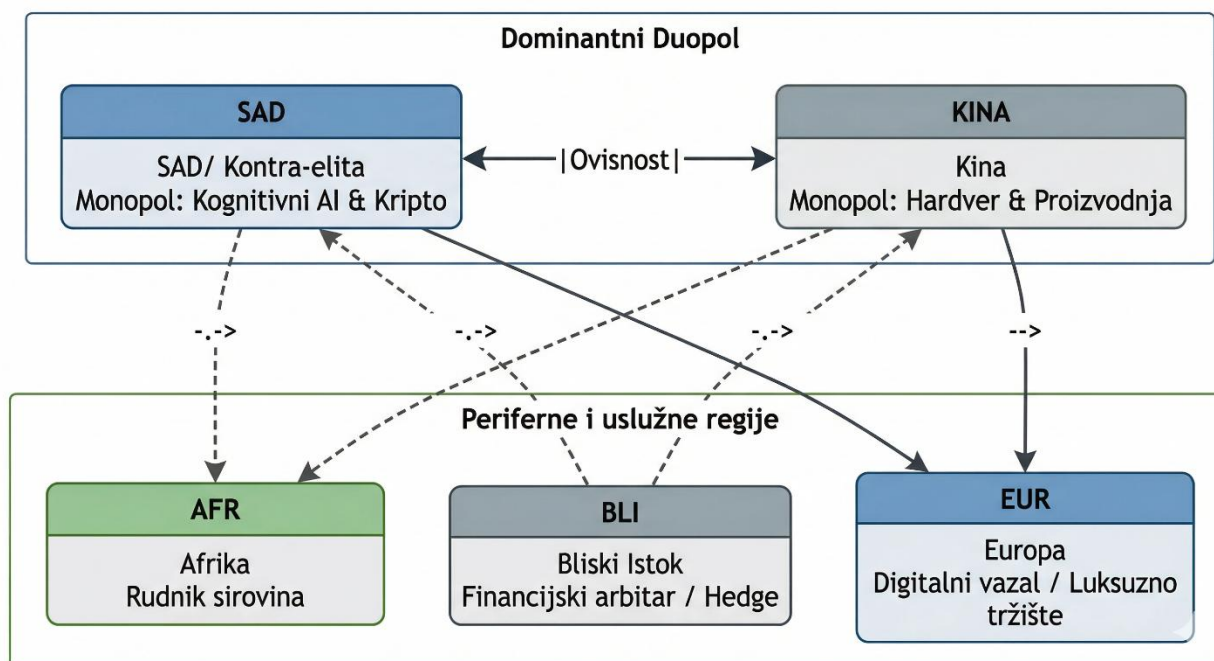 Dominantni Duopol
SAD
SAD/ Kontra-elita
Monopol: Kognitivni AI & Kripto
|Ovisnost|
KINA
Kina
Monopol: Hardver & Proizvodnja
-.->
-.->
-.->
-->
Periferne i uslužne regije
AFR
Afrika
Rudnik sirovina
BLI
Bliski Istok
Financijski arbitar / Hedge
EUR
Europa
Digitalni vazal / Luksuzno
tržište